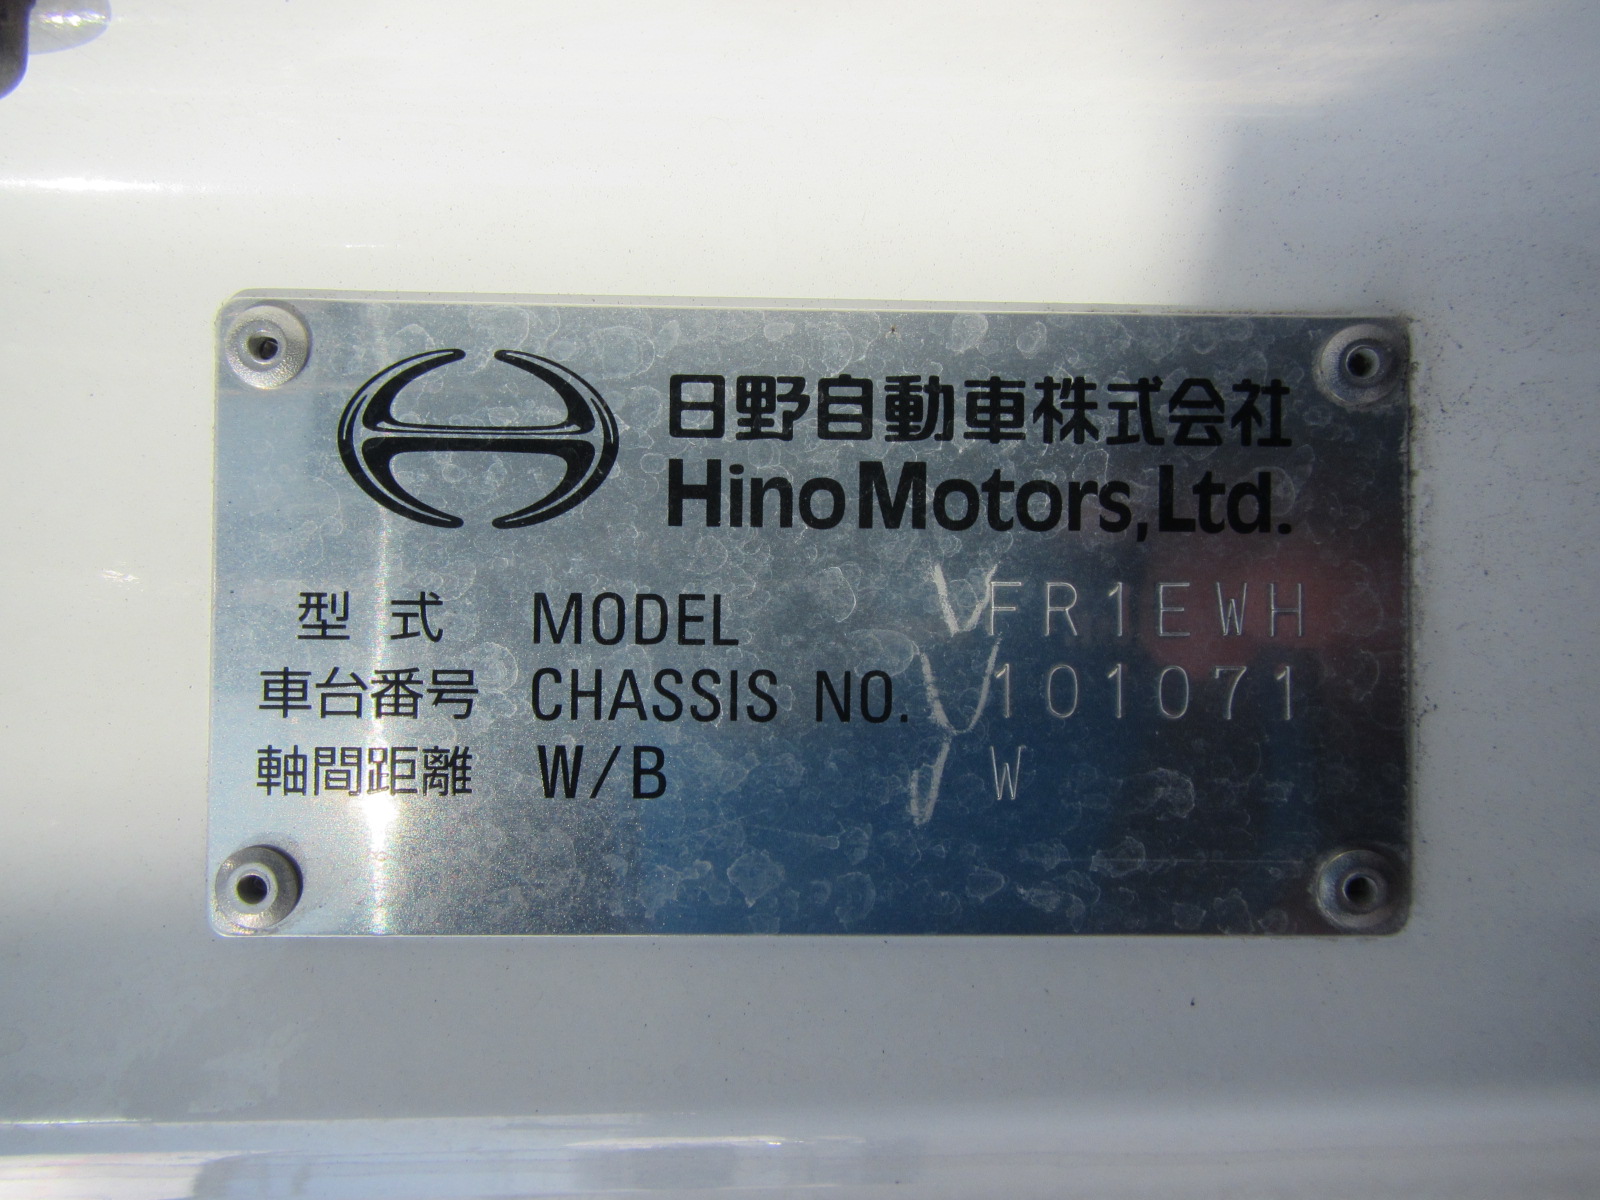 日野自動車株式会社
Hino Motors, Ltd.
型式 MODEL FR1EWH
車台番号 CHASSIS NO. 101071
軸間距離 W/B W